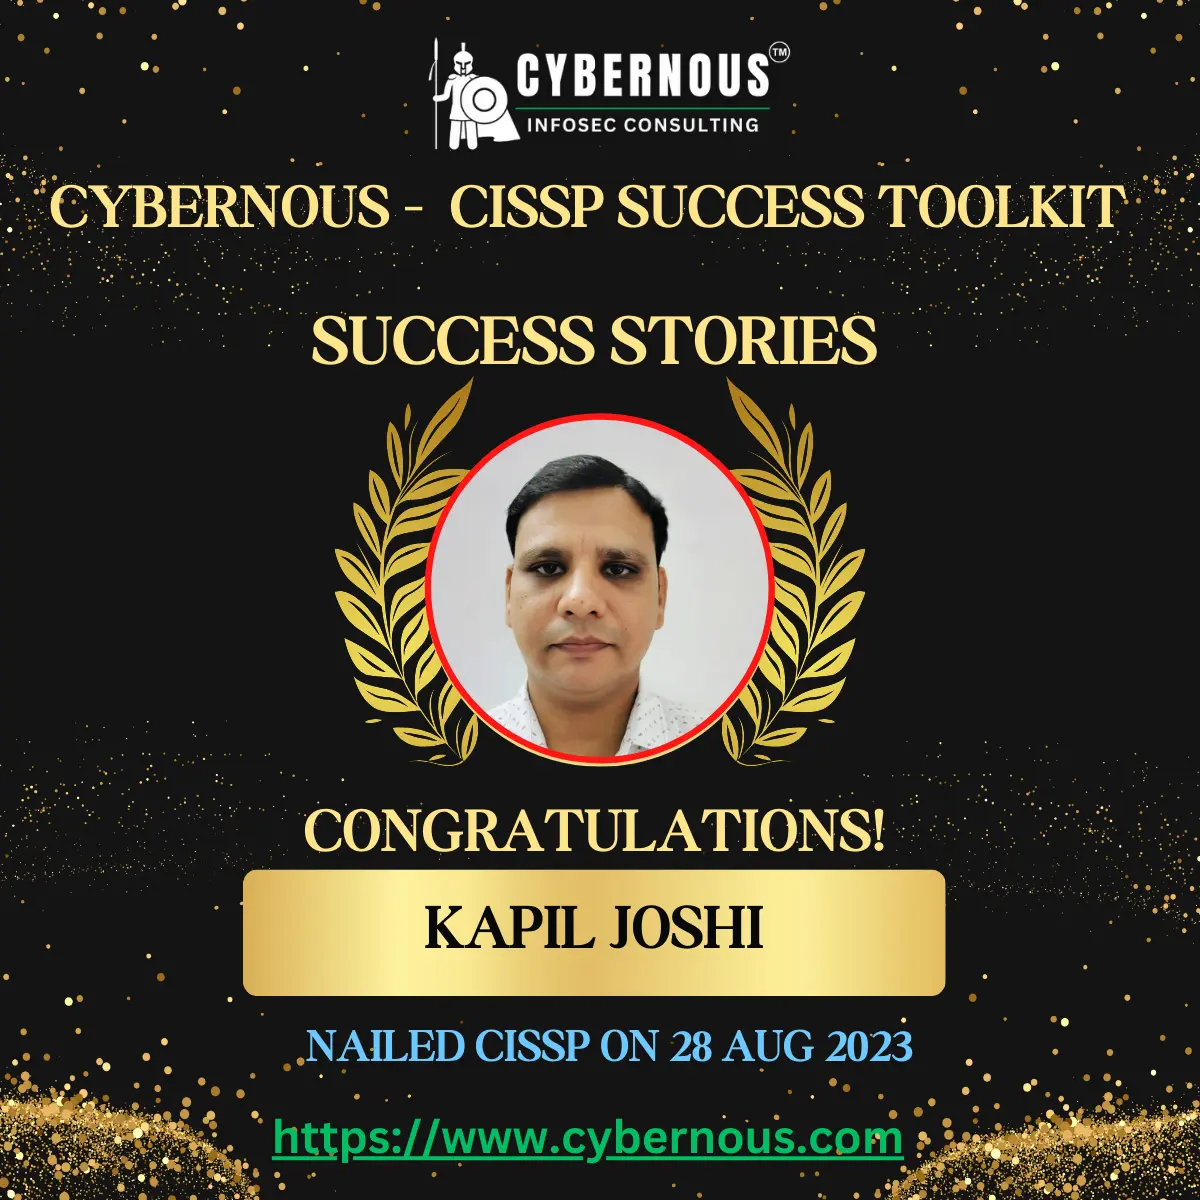 CYBERNOUS™
INFOSEC CONSULTING
CYBERNOUS - CISSP SUCCESS TOOLKIT
SUCCESS STORIES
CONGRATULATIONS!
KAPIL JOSHI
NAILED CISSP ON 28 AUG 2023
https://www.cybernous.com